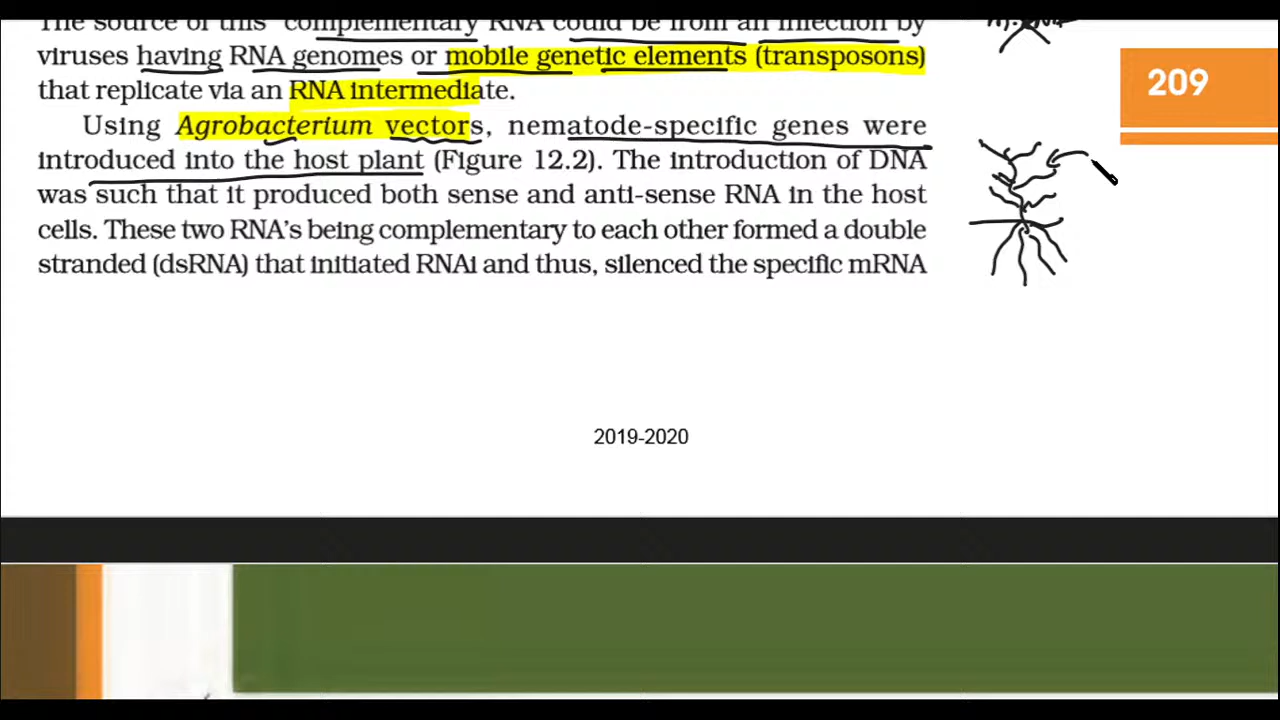 The source of this complementary RNA could be from an infection by
viruses having RNA genomes or mobile genetic elements (transposons)
that replicate via an RNA intermediate.
209
Using Agrobacterium vectors, nematode-specific genes were
introduced into the host plant (Figure 12.2). The introduction of DNA
was such that it produced both sense and anti-sense RNA in the host
cells. These two RNA's being complementary to each other formed a double
stranded (dsRNA) that initiated RNAi and thus, silenced the specific mRNA
2019-2020